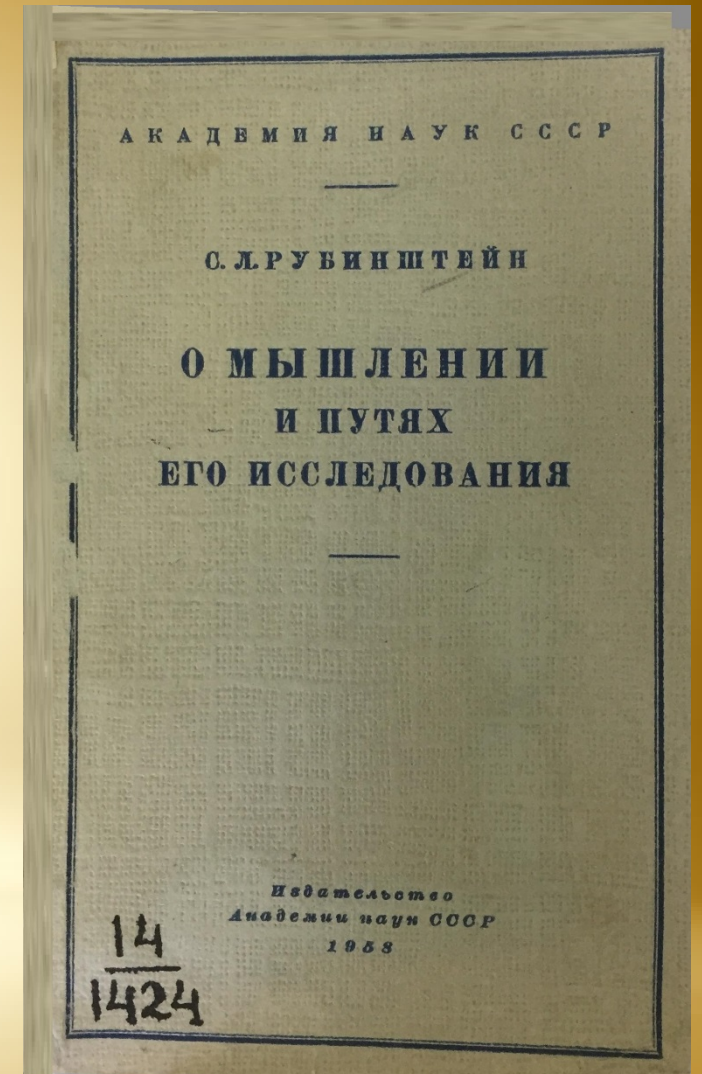 АКАДЕМИЯ НАУК СССР
С. Л. РУБИНШТЕЙН
О МЫШЛЕНИИ
И ПУТЯХ
ЕГО ИССЛЕДОВАНИЯ
Издательство
Академии наук СССР
1958
14
1424